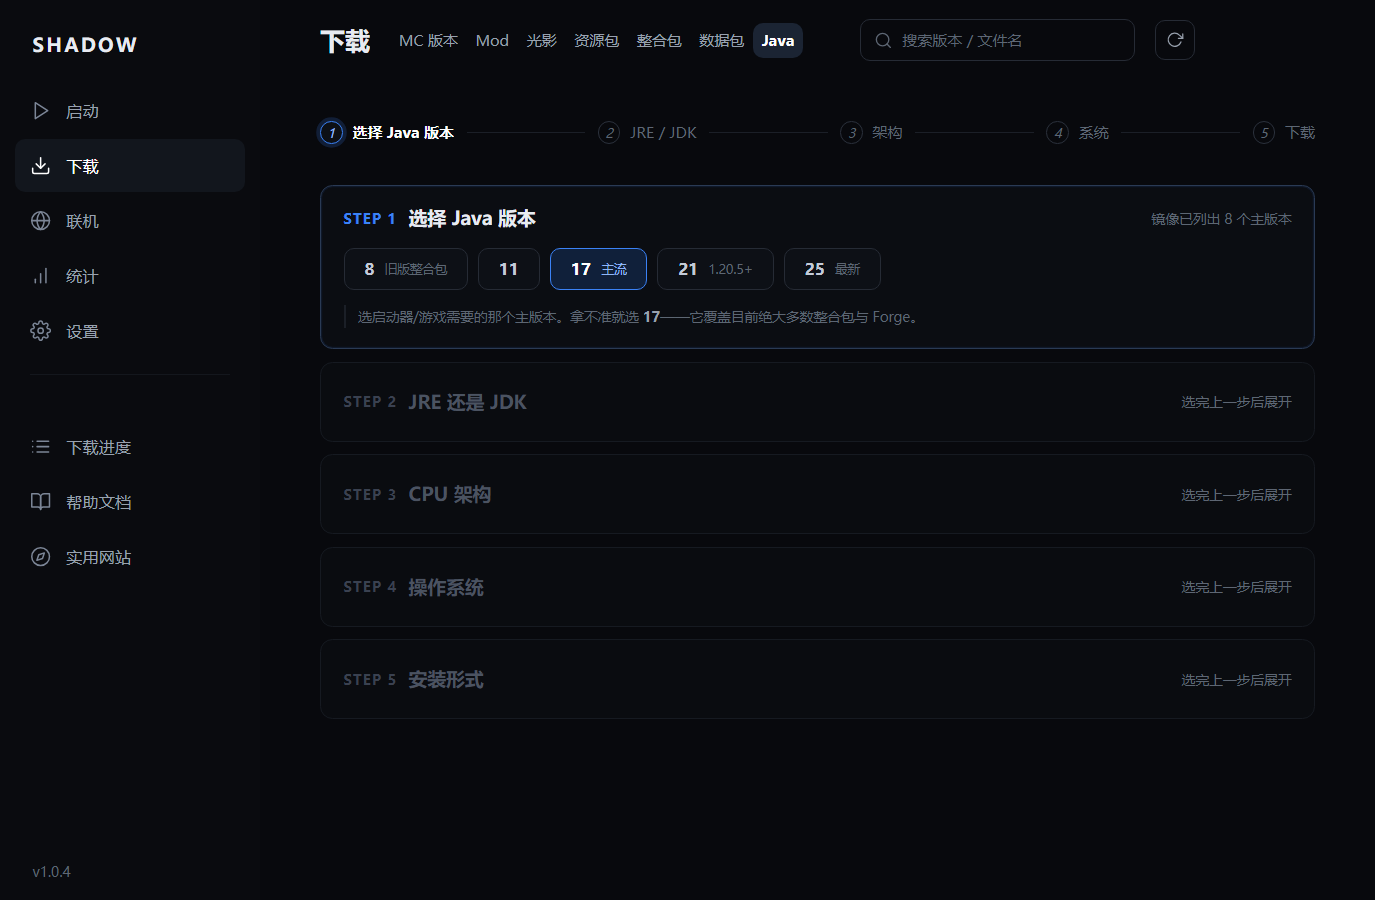 SHADOW
启动
下载
联机
统计
设置
下载进度
帮助文档
实用网站
v1.0.4
下载 MC 版本 Mod 光影 资源包 整合包 数据包 Java
搜索版本 / 文件名
1 选择 Java 版本 2 JRE / JDK 3 架构 4 系统 5 下载
STEP 1 选择 Java 版本 镜像已列出 8 个主版本
8 旧版整合包 11 17 主流 21 1.20.5+ 25 最新
选启动器/游戏需要的那个主版本。拿不准就选 17——它覆盖目前绝大多数整合包与 Forge。
STEP 2 JRE 还是 JDK 选完上一步后展开
STEP 3 CPU 架构 选完上一步后展开
STEP 4 操作系统 选完上一步后展开
STEP 5 安装形式 选完上一步后展开